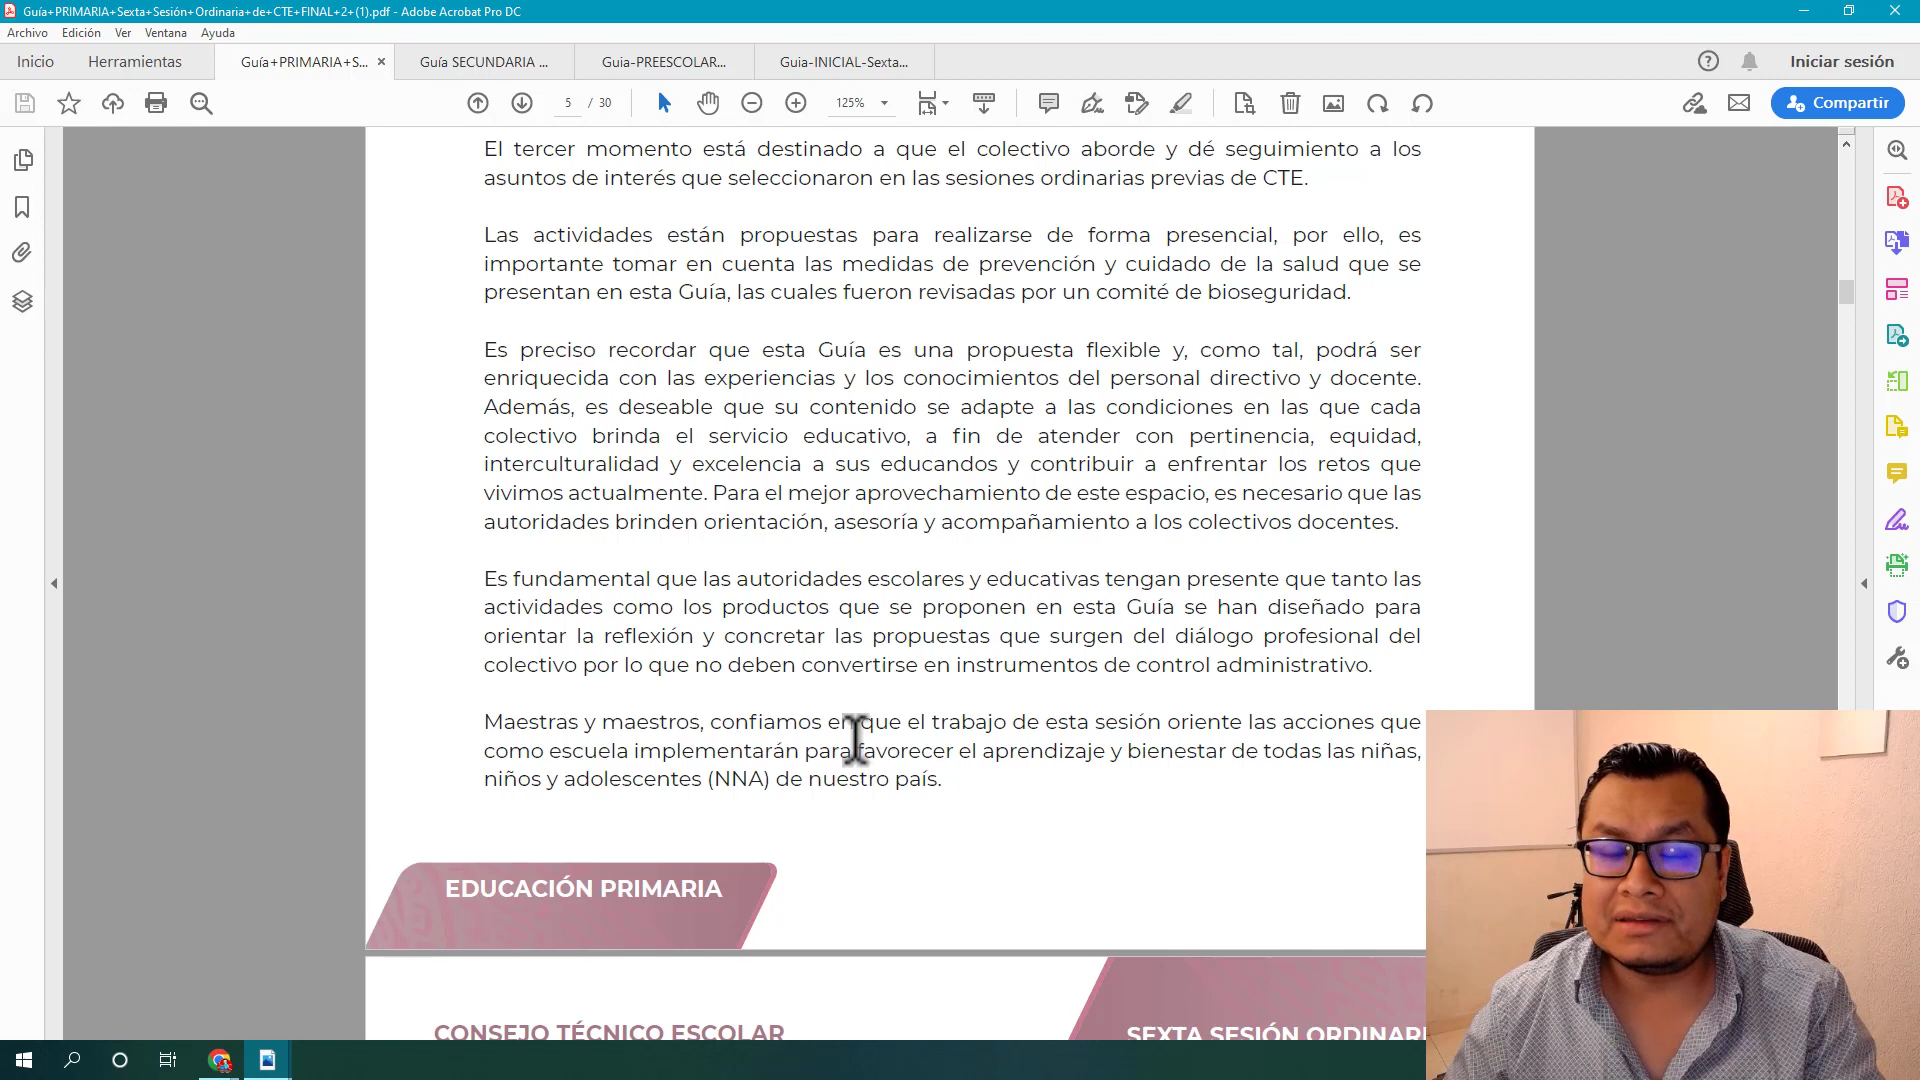 Guía+PRIMARIA+Sexta+Sesión+Ordinaria+de+CTE+FINAL+2+(1).pdf - Adobe Acrobat Pro DC
Archivo Edición Ver Ventana Ayuda
Inicio Herramientas Guía+PRIMARIA+S... Guía SECUNDARIA ... Guia-PREESCOLAR... Guia-INICIAL-Sexta... Iniciar sesión
5 / 30 125% Compartir
El tercer momento está destinado a que el colectivo aborde y dé seguimiento a los
asuntos de interés que seleccionaron en las sesiones ordinarias previas de CTE.
Las actividades están propuestas para realizarse de forma presencial, por ello, es
importante tomar en cuenta las medidas de prevención y cuidado de la salud que se
presentan en esta Guía, las cuales fueron revisadas por un comité de bioseguridad.
Es preciso recordar que esta Guía es una propuesta flexible y, como tal, podrá ser
enriquecida con las experiencias y los conocimientos del personal directivo y docente.
Además, es deseable que su contenido se adapte a las condiciones en las que cada
colectivo brinda el servicio educativo, a fin de atender con pertinencia, equidad,
interculturalidad y excelencia a sus educandos y contribuir a enfrentar los retos que
vivimos actualmente. Para el mejor aprovechamiento de este espacio, es necesario que las
autoridades brinden orientación, asesoría y acompañamiento a los colectivos docentes.
Es fundamental que las autoridades escolares y educativas tengan presente que tanto las
actividades como los productos que se proponen en esta Guía se han diseñado para
orientar la reflexión y concretar las propuestas que surgen del diálogo profesional del
colectivo por lo que no deben convertirse en instrumentos de control administrativo.
Maestras y maestros, confiamos en que el trabajo de esta sesión oriente las acciones que
como escuela implementarán para favorecer el aprendizaje y bienestar de todas las niñas,
niños y adolescentes (NNA) de nuestro país.
EDUCACIÓN PRIMARIA
CONSEJO TÉCNICO ESCOLAR
SEXTA SESIÓN ORDINARI